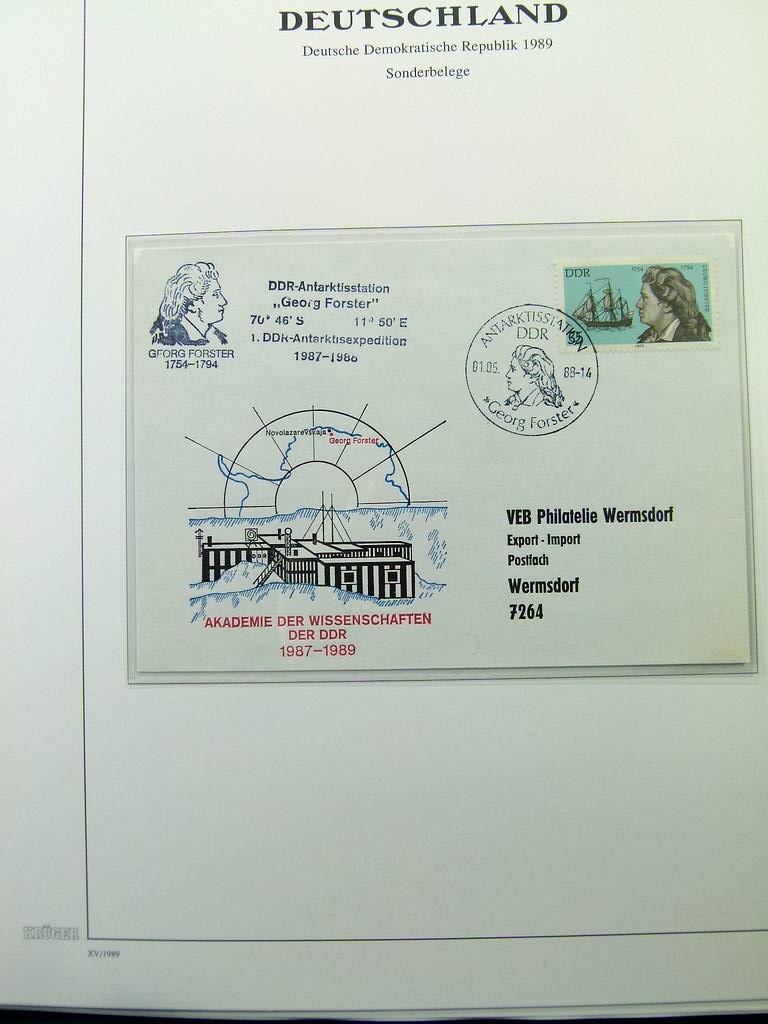 DEUTSCHLAND
Deutsche Demokratische Republik 1989
Sonderbelege
GEORG FORSTER
1754–1794
DDR-Antarktisstation
„Georg Forster"
70° 46' S 11° 50' E
1. DDR-Antarktisexpedition
1987-1988
DDR 1754 1794
GEORG FORSTER
ANTARKTISSTATION
DDR
01.05. 88-14
Georg Forster
Novolazarevskaja
Georg Forster
AKADEMIE DER WISSENSCHAFTEN
DER DDR
1987–1989
VEB Philatelie Wermsdorf
Export - Import
Postfach
Wermsdorf
7264
KRÜGER
XV/1989